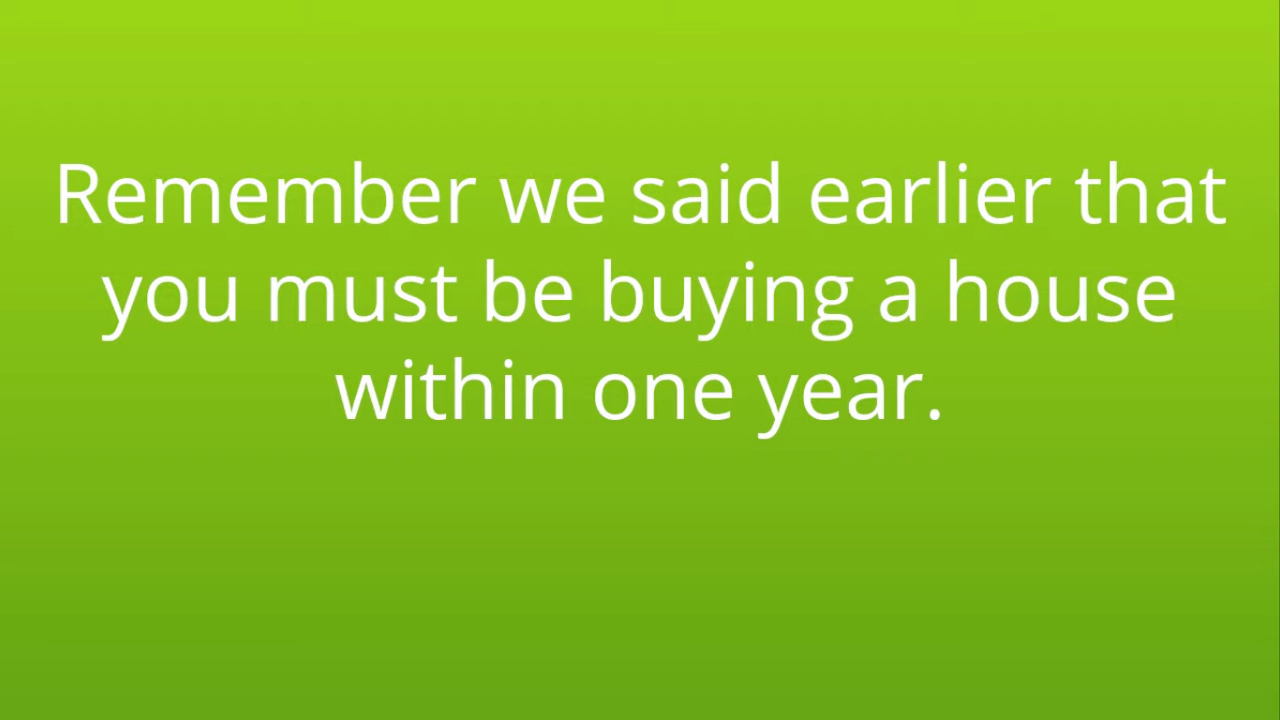 Remember we said earlier that
you must be buying a house
within one year.